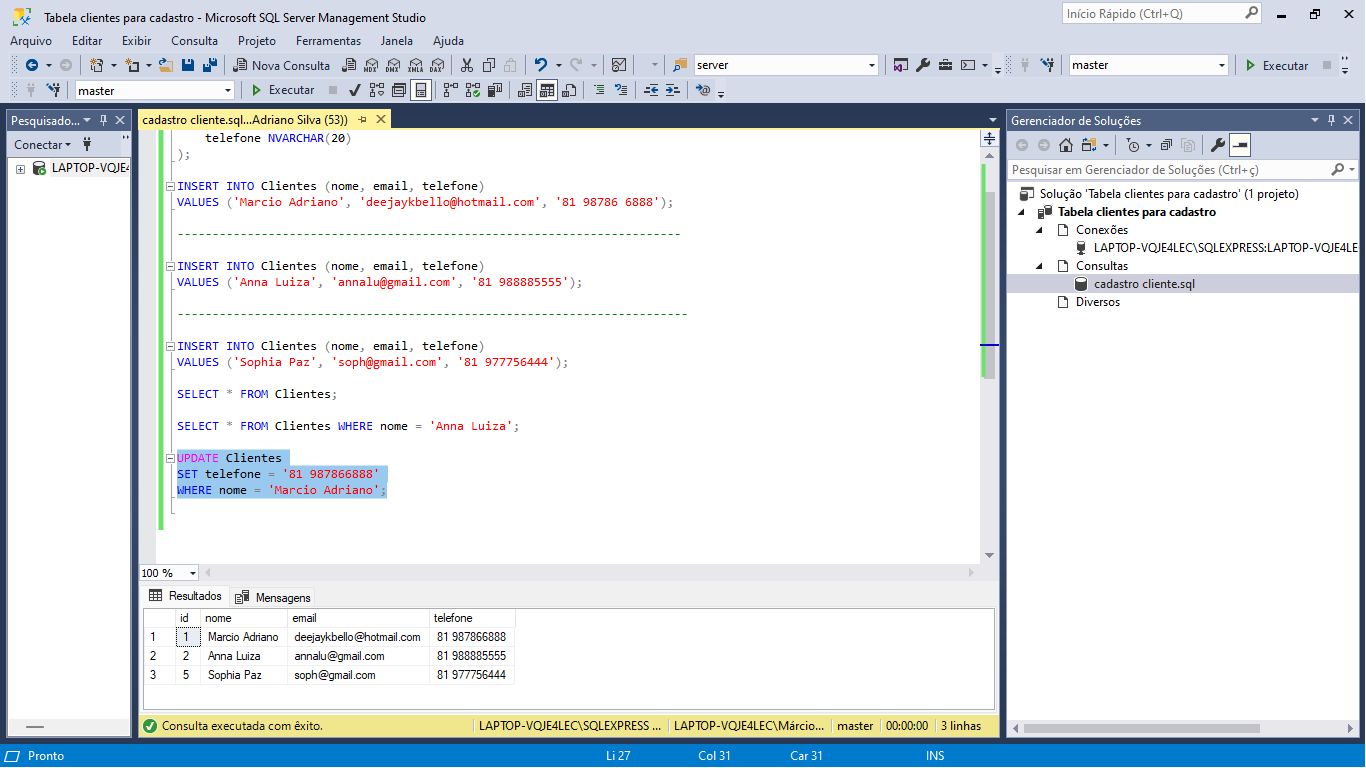 Tabela clientes para cadastro - Microsoft SQL Server Management Studio
Início Rápido (Ctrl+Q)
Arquivo Editar Exibir Consulta Projeto Ferramentas Janela Ajuda
Nova Consulta MDX DMX XMLA DAX server master Executar
master Executar
Pesquisado...
Conectar
LAPTOP-VQJE4
cadastro cliente.sql...Adriano Silva (53))
telefone NVARCHAR(20)
);
INSERT INTO Clientes (nome, email, telefone)
VALUES ('Marcio Adriano', 'deejaykbello@hotmail.com', '81 98786 6888');
------------------------------------------------------------------------
INSERT INTO Clientes (nome, email, telefone)
VALUES ('Anna Luiza', 'annalu@gmail.com', '81 988885555');
-------------------------------------------------------------------------
INSERT INTO Clientes (nome, email, telefone)
VALUES ('Sophia Paz', 'soph@gmail.com', '81 977756444');
SELECT * FROM Clientes;
SELECT * FROM Clientes WHERE nome = 'Anna Luiza';
UPDATE Clientes
SET telefone = '81 987866888'
WHERE nome = 'Marcio Adriano';
100 %
Resultados Mensagens
id nome email telefone
1 1 Marcio Adriano deejaykbello@hotmail.com 81 987866888
2 2 Anna Luiza annalu@gmail.com 81 988885555
3 5 Sophia Paz soph@gmail.com 81 977756444
Consulta executada com êxito. LAPTOP-VQJE4LEC\SQLEXPRESS ... LAPTOP-VQJE4LEC\Márcio... master 00:00:00 3 linhas
Gerenciador de Soluções
Pesquisar em Gerenciador de Soluções (Ctrl+ç)
Solução 'Tabela clientes para cadastro' (1 projeto)
Tabela clientes para cadastro
Conexões
LAPTOP-VQJE4LEC\SQLEXPRESS:LAPTOP-VQJE4LE
Consultas
cadastro cliente.sql
Diversos
Pronto Li 27 Col 31 Car 31 INS